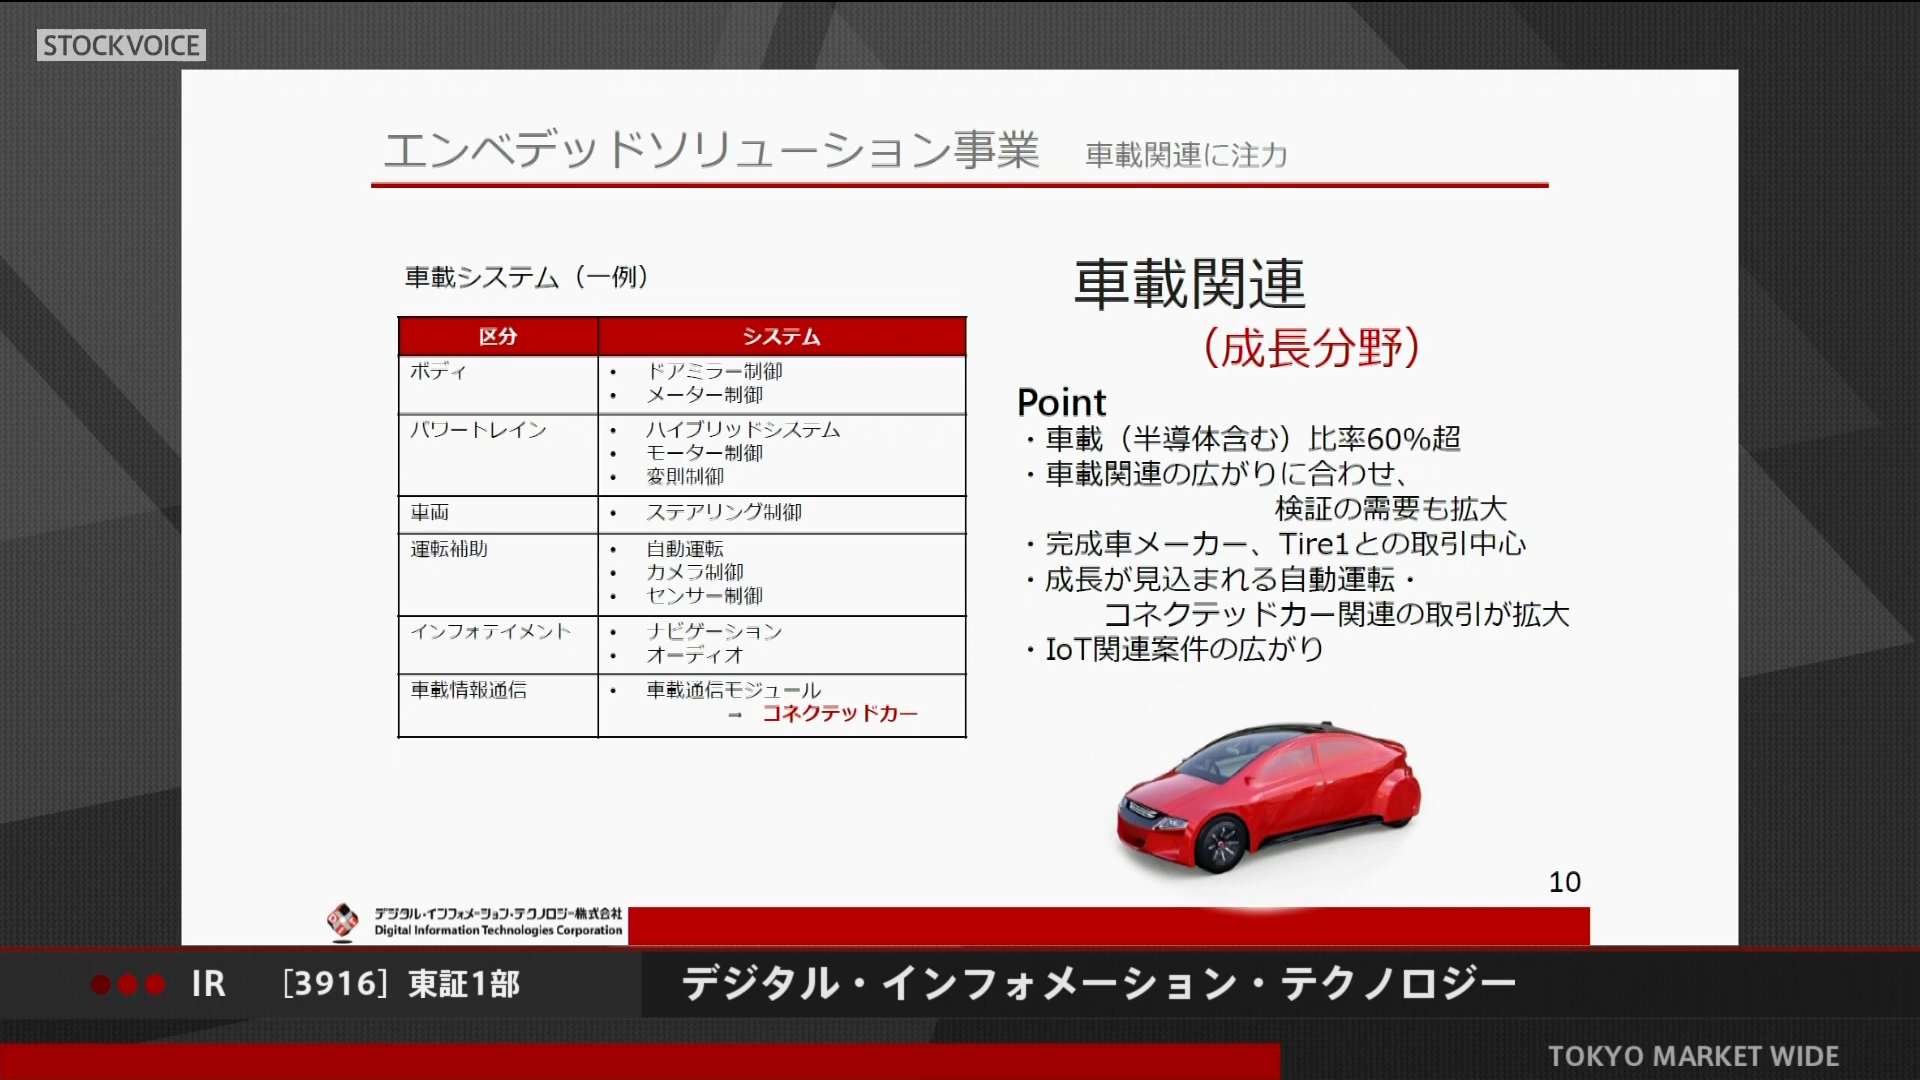 STOCKVOICE
エンベデッドソリューション事業 車載関連に注力
車載システム（一例）
区分 システム
ボディ
• ドアミラー制御
• メーター制御
パワートレイン
• ハイブリッドシステム
• モーター制御
• 変則制御
車両
• ステアリング制御
運転補助
• 自動運転
• カメラ制御
• センサー制御
インフォテイメント
• ナビゲーション
• オーディオ
車載情報通信
• 車載通信モジュール
→ コネクテッドカー
車載関連
（成長分野）
Point
・車載（半導体含む）比率60%超
・車載関連の広がりに合わせ、
検証の需要も拡大
・完成車メーカー、Tire1との取引中心
・成長が見込まれる自動運転・
コネクテッドカー関連の取引が拡大
・IoT関連案件の広がり
10
デジタル・インフォメーション・テクノロジー株式会社
Digital Information Technologies Corporation
IR ［3916］東証1部 デジタル・インフォメーション・テクノロジー
TOKYO MARKET WIDE